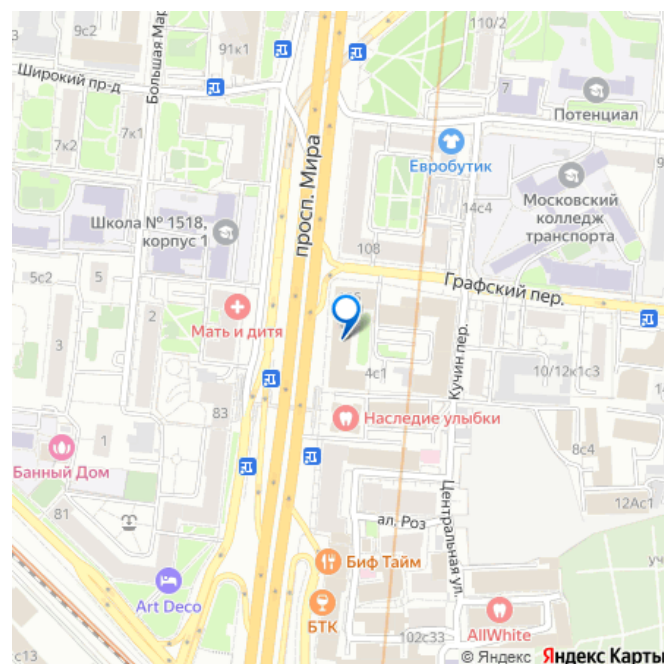 9с2
Большая Мар
91к1
110/2
Широкий пр-д
7
Потенциал
7к2
7к1
просп. Мира
Евробутик
9
14с4
Московский
колледж
транспорта
Школа № 1518,
корпус 1
108
5с2
5
Графский пер.
2
Мать и дитя
3
Кучин пер.
4с1
10/12к1с3
83
Наследие улыбки
1
8с4
Банный Дом
Центральная ул.
12Ас1
81
ал. Роз
уч
Биф Тайм
Art Deco
БТК
AllWhite
102с33
с13
© Яндекс Яндекс Карты